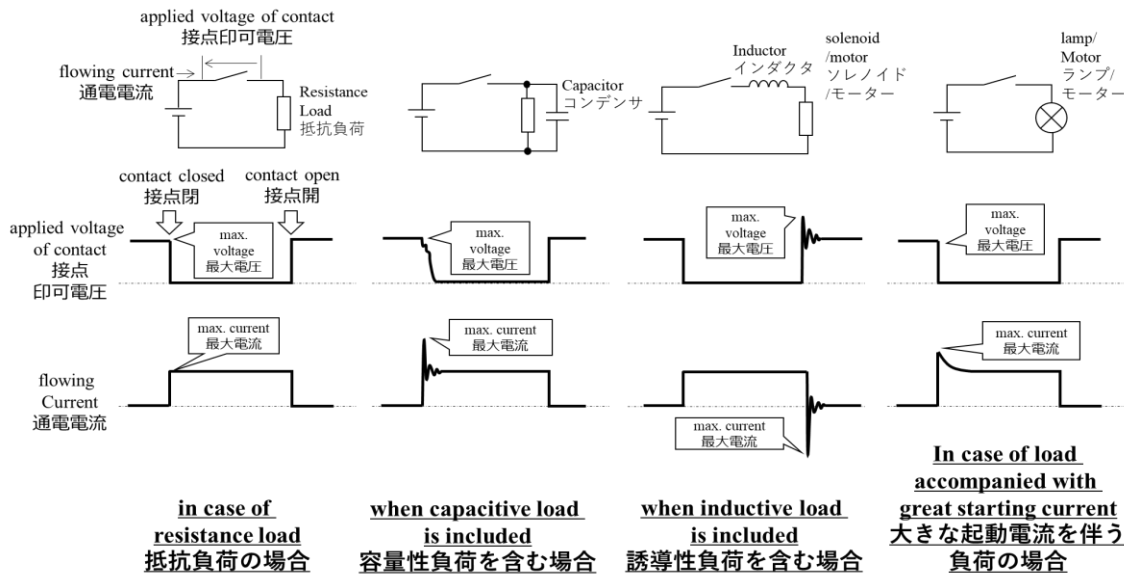 applied voltage of contact
接点印可電圧
flowing current
通電電流
Resistance
Load
抵抗負荷
Capacitor
コンデンサ
Inductor
インダクタ
solenoid
/motor
ソレノイド
/モーター
lamp/
Motor
ランプ/
モーター
contact closed
接点閉
contact open
接点開
applied voltage
of contact
接点
印可電圧
max.
voltage
最大電圧
max.
voltage
最大電圧
max.
voltage
最大電圧
max.
voltage
最大電圧
flowing
Current
通電電流
max. current
最大電流
max. current
最大電流
max. current
最大電流
max. current
最大電流
in case of
resistance load
抵抗負荷の場合
when capacitive load
is included
容量性負荷を含む場合
when inductive load
is included
誘導性負荷を含む場合
In case of load
accompanied with
great starting current
大きな起動電流を伴う
負荷の場合